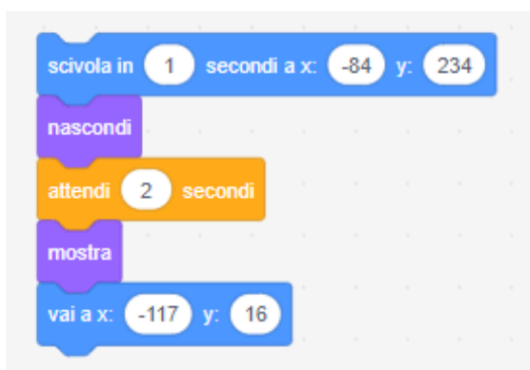 scivola in 1 secondi a x: -84 y: 234
nascondi
attendi 2 secondi
mostra
vai a x: -117 y: 16